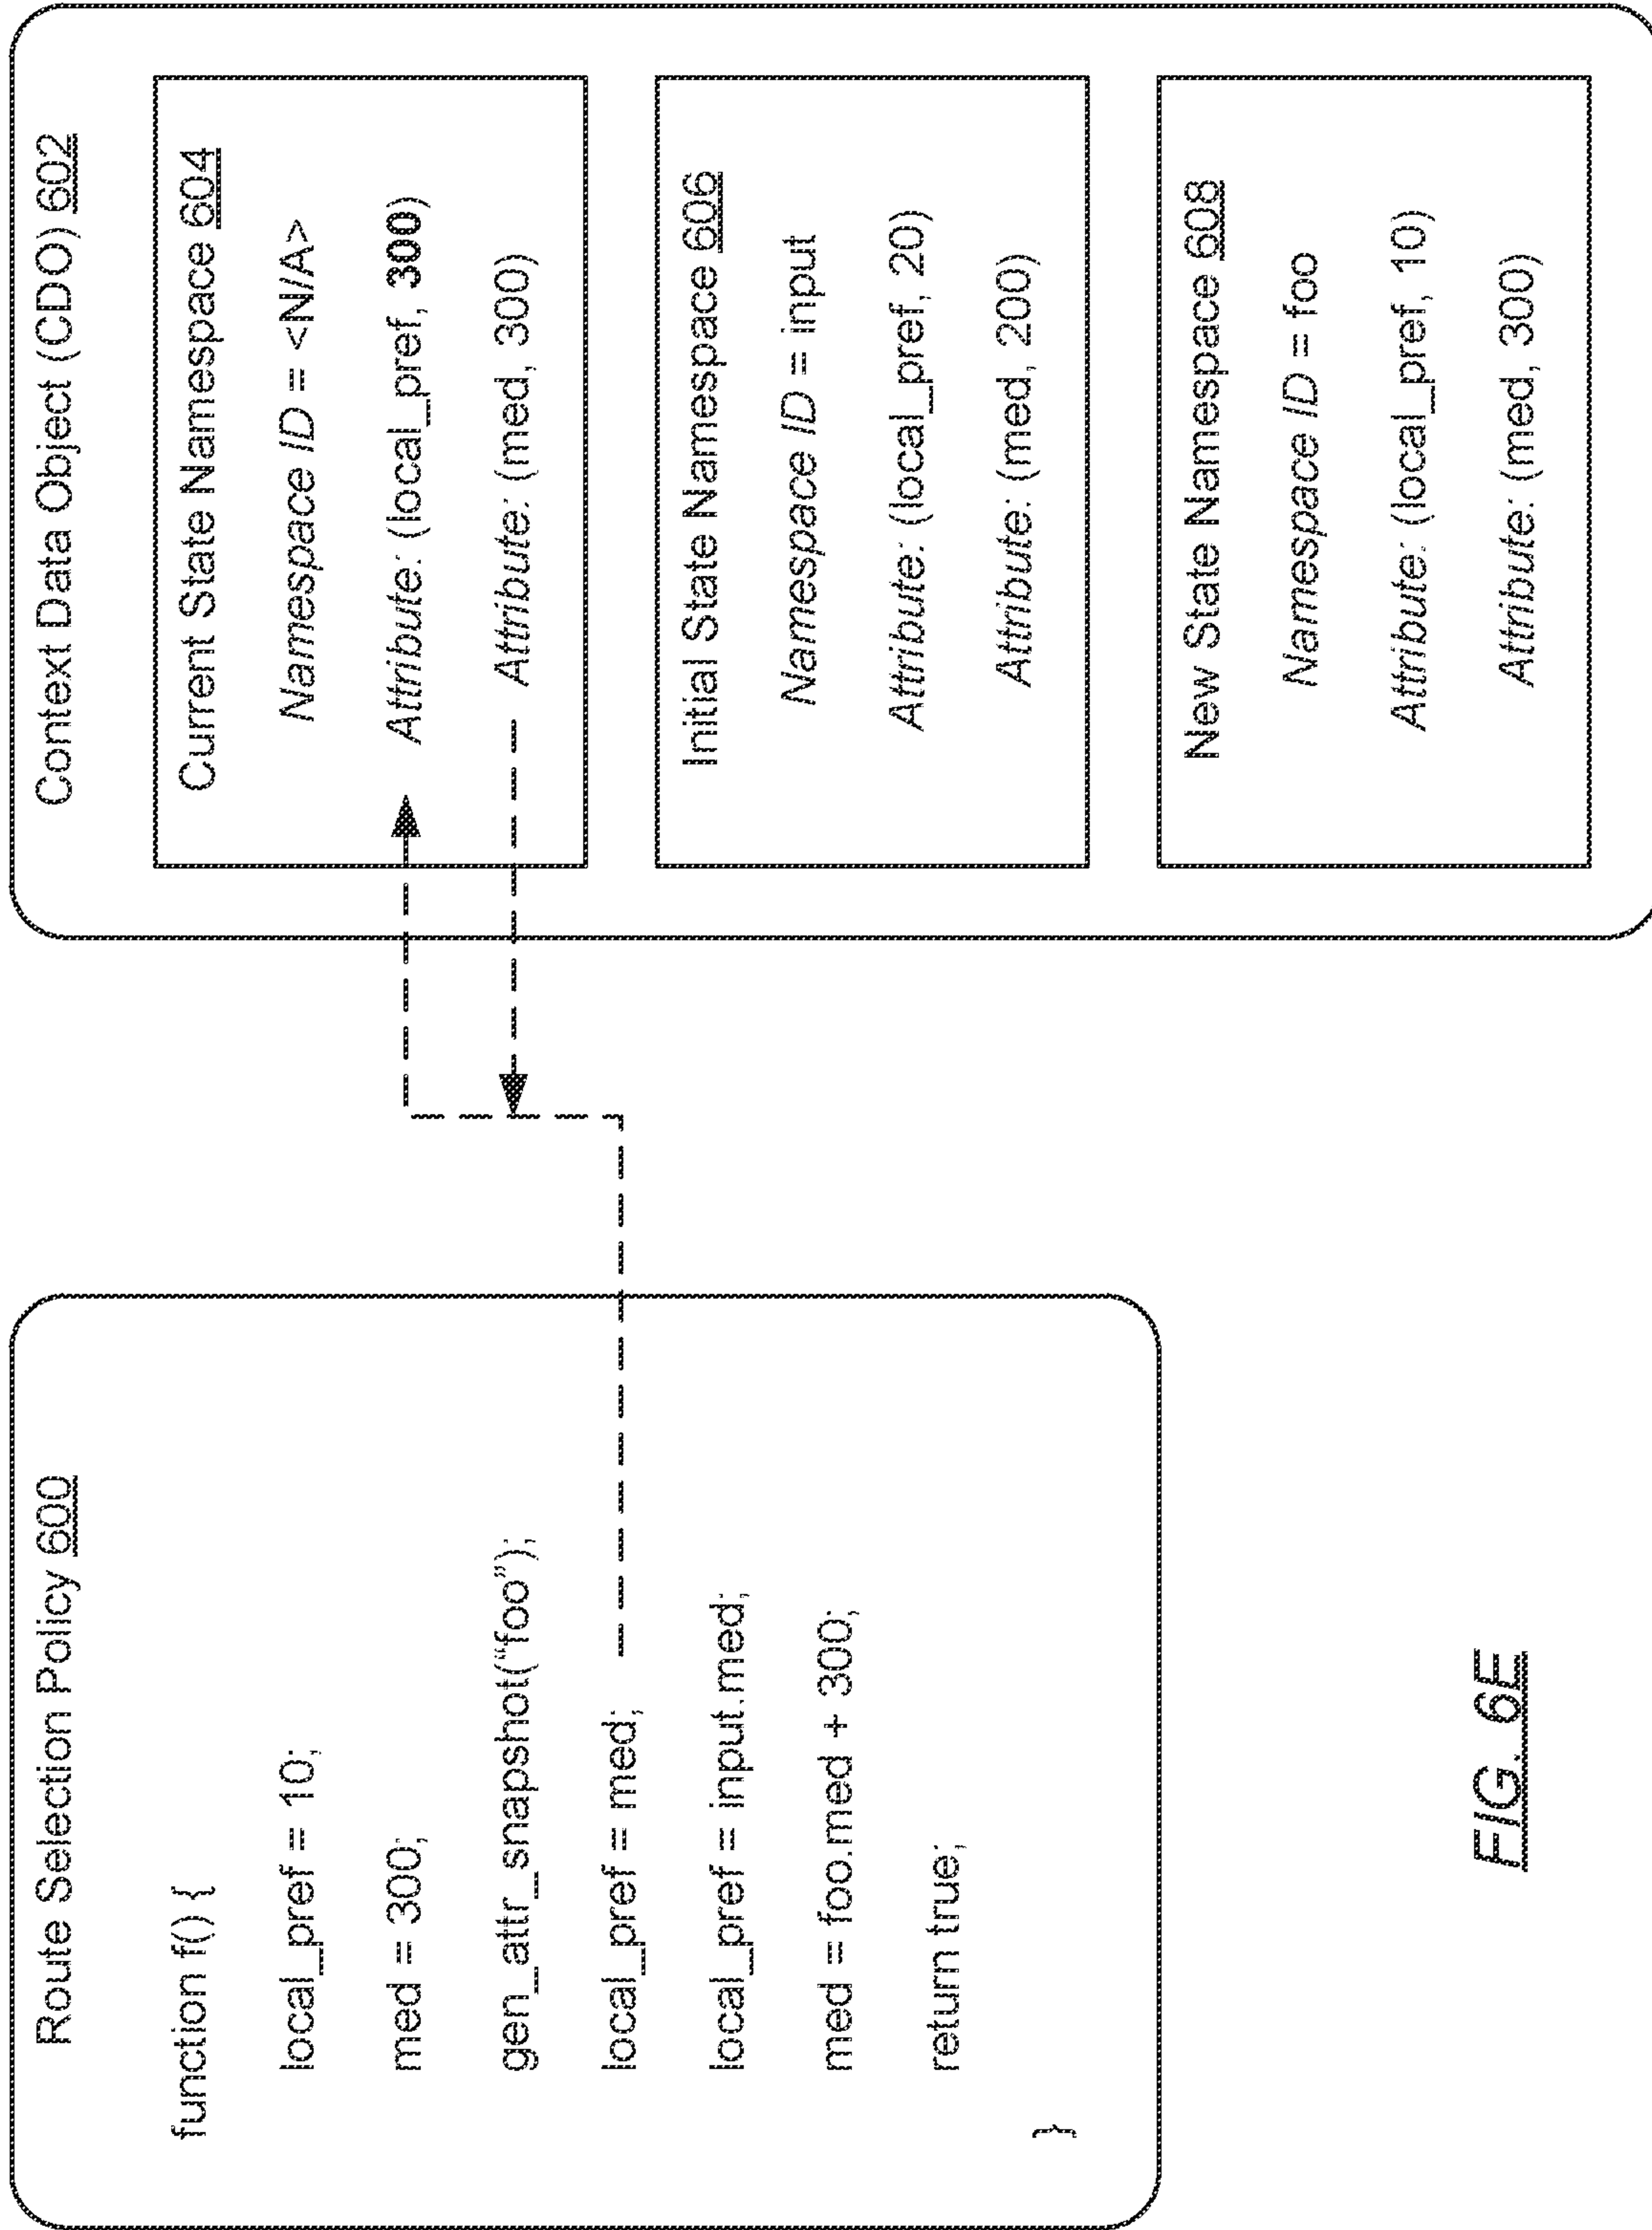 Route Selection Policy 600
function f() {
local_pref = 10;
med = 300;
gen_attr_snapshot(“foo”);
local_pref = med;
local_pref = input.med;
med = foo.med + 300;
return true;
}
Context Data Object (CDO) 602
Current State Namespace 604
Namespace ID = <N/A>
Attribute: (local_pref, 300)
Attribute: (med, 300)
Initial State Namespace 606
Namespace ID = input
Attribute: (local_pref, 20)
Attribute: (med, 200)
New State Namespace 608
Namespace ID = foo
Attribute: (local_pref, 10)
Attribute: (med, 300)
FIG. 6E